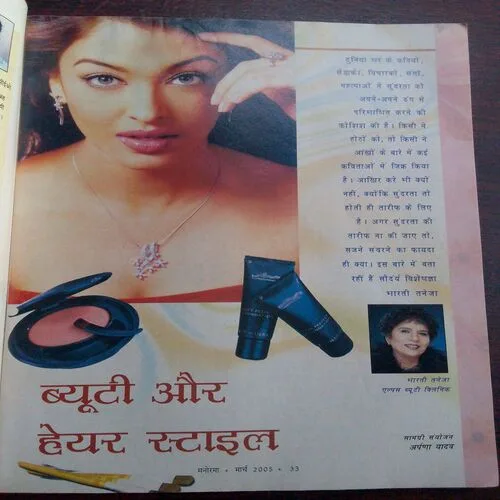 दुनिया भर के कवियों,
लेखकों, विचारकों, संतों,
महात्माओं ने सुंदरता को
अपने-अपने ढंग से
परिभाषित करने की
कोशिश की है। किसी ने
होठों को, तो किसी ने
आंखों के बारे में कई
कविताओं में जिक्र किया
है। आखिर करे भी क्यों
नहीं, क्योंकि सुंदरता तो
होती ही तारीफ के लिए
है। अगर सुंदरता की
तारीफ ना की जाए तो,
सजने संवरने का फायदा
ही क्या। इस बारे में बता
रहीं हैं सौंदर्य विशेषज्ञा
भारती तनेजा
भारती तनेजा
एल्पस ब्यूटी क्लिनिक
ब्यूटी और
हेयर स्टाइल
सामग्री संयोजन
अर्पणा यादव
मनोरमा • मार्च 2005 • 33